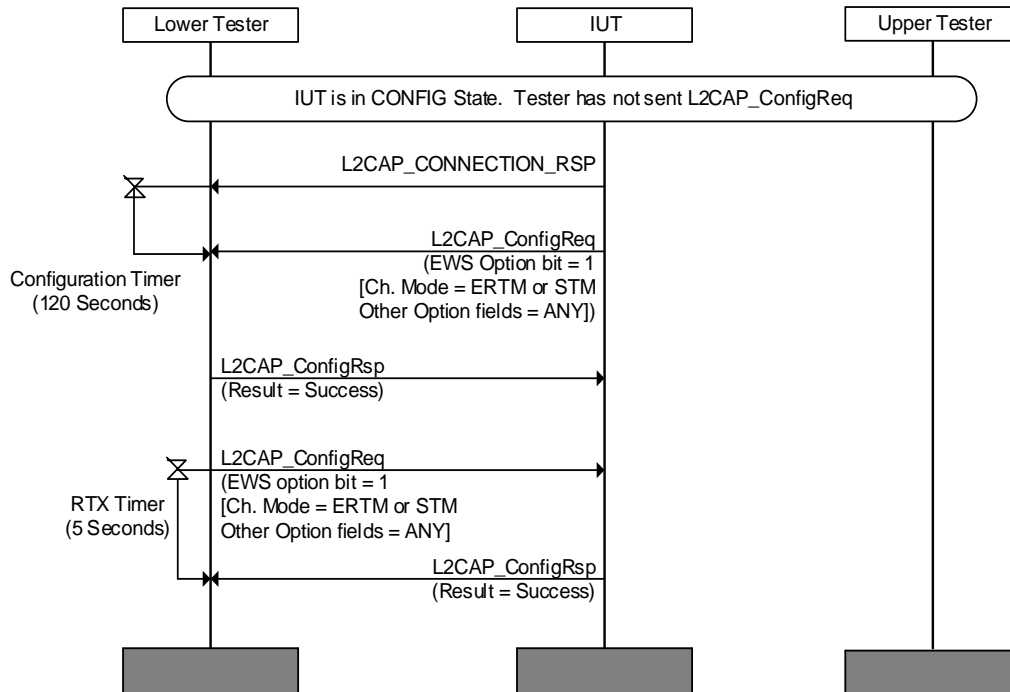 Lower Tester
IUT
Upper Tester
IUT is in CONFIG State. Tester has not sent L2CAP_ConfigReq
L2CAP_CONNECTION_RSP
L2CAP_ConfigReq
(EWS Option bit = 1
[Ch. Mode = ERTM or STM
Other Option fields = ANY])
Configuration Timer
(120 Seconds)
L2CAP_ConfigRsp
(Result = Success)
L2CAP_ConfigReq
(EWS option bit = 1
[Ch. Mode = ERTM or STM
Other Option fields = ANY]
RTX Timer
(5 Seconds)
L2CAP_ConfigRsp
(Result = Success)